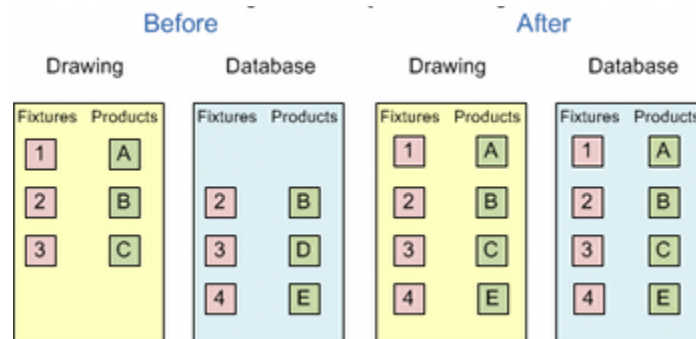 Before After
Drawing Database Drawing Database
Fixtures Products Fixtures Products Fixtures Products Fixtures Products
1 A 1 A 1 A
2 B 2 B 2 B 2 B
3 C 3 D 3 C 3 C
4 E 4 E 4 E